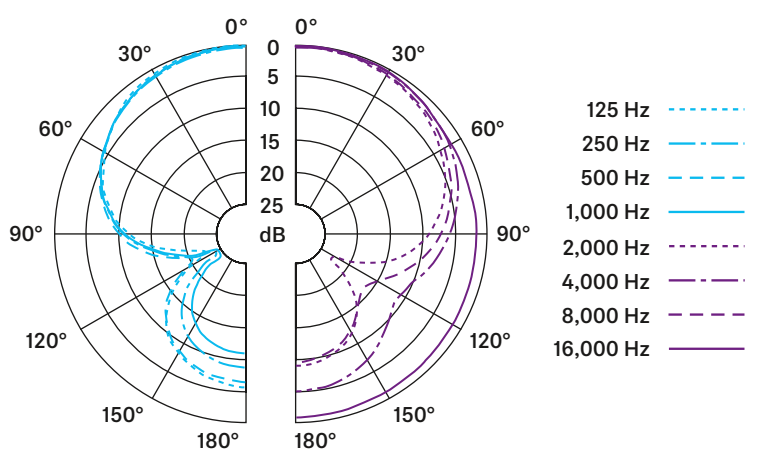 0° 0°
30° 0 30°
5
10
60° 15 60°
20
25
90° dB 90°
120° 120°
150° 150°
180° 180°
125 Hz
250 Hz
500 Hz
1,000 Hz
2,000 Hz
4,000 Hz
8,000 Hz
16,000 Hz